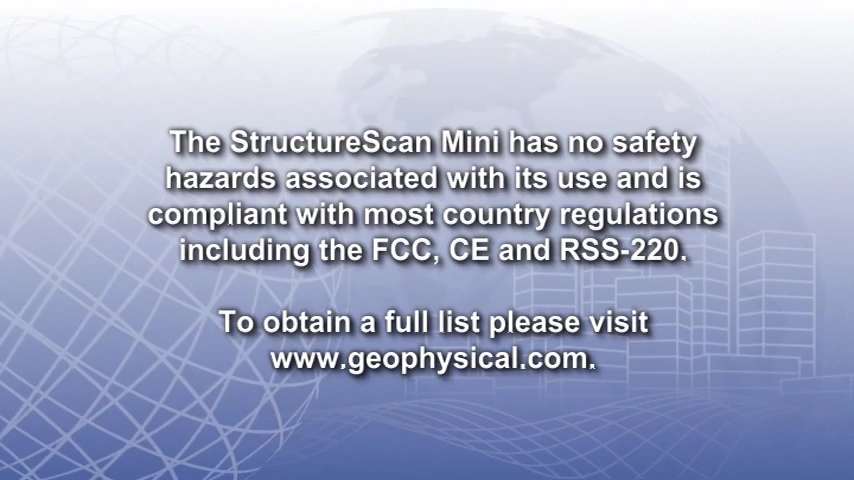 The StructureScan Mini has no safety
hazards associated with its use and is
compliant with most country regulations
including the FCC, CE and RSS-220.
To obtain a full list please visit
www.geophysical.com.